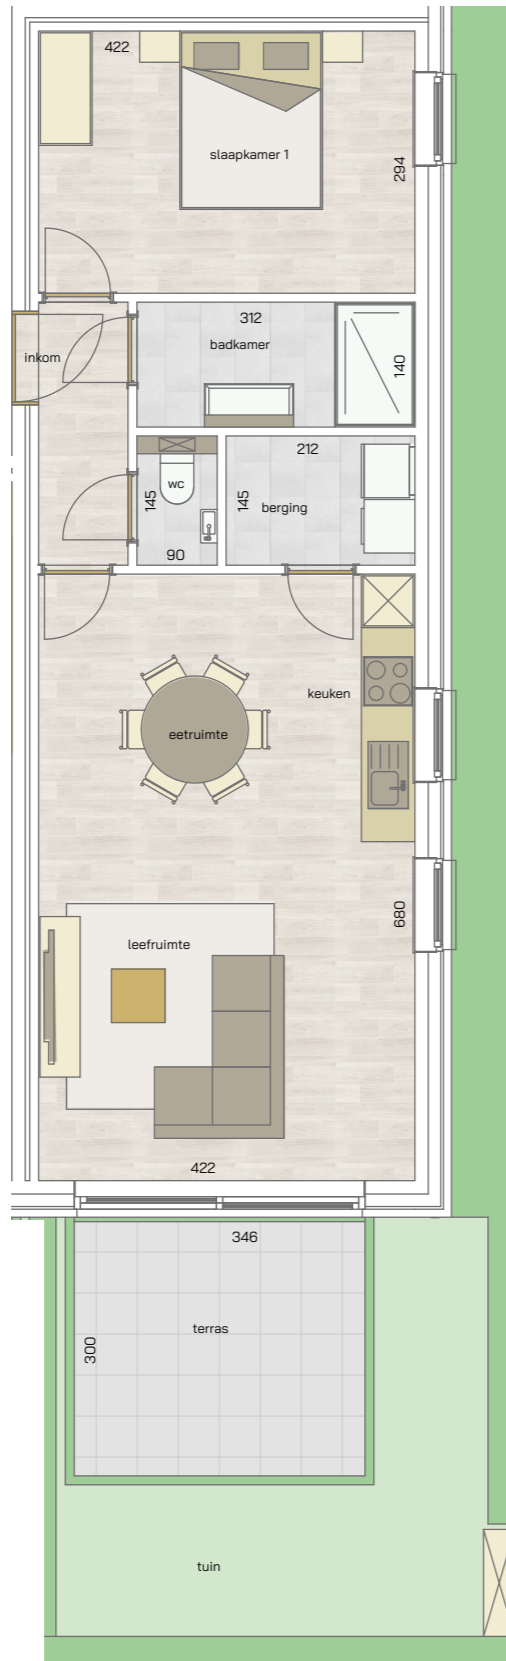 422
slaapkamer 1
294
312
inkom
badkamer
140
212
wc
145
145
berging
90
keuken
eetruimte
680
leefruimte
422
346
terras
300
tuin